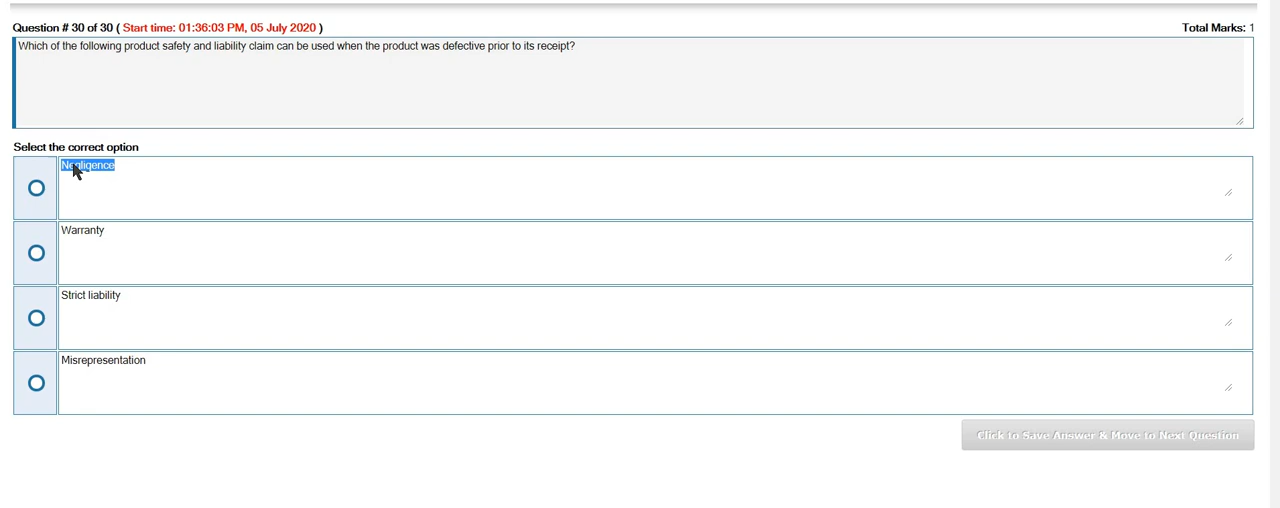 Question # 30 of 30 ( Start time: 01:36:03 PM, 05 July 2020 ) Total Marks: 1
Which of the following product safety and liability claim can be used when the product was defective prior to its receipt?
Select the correct option
Negligence
Warranty
Strict liability
Misrepresentation
Click to Save Answer & Move to Next Question